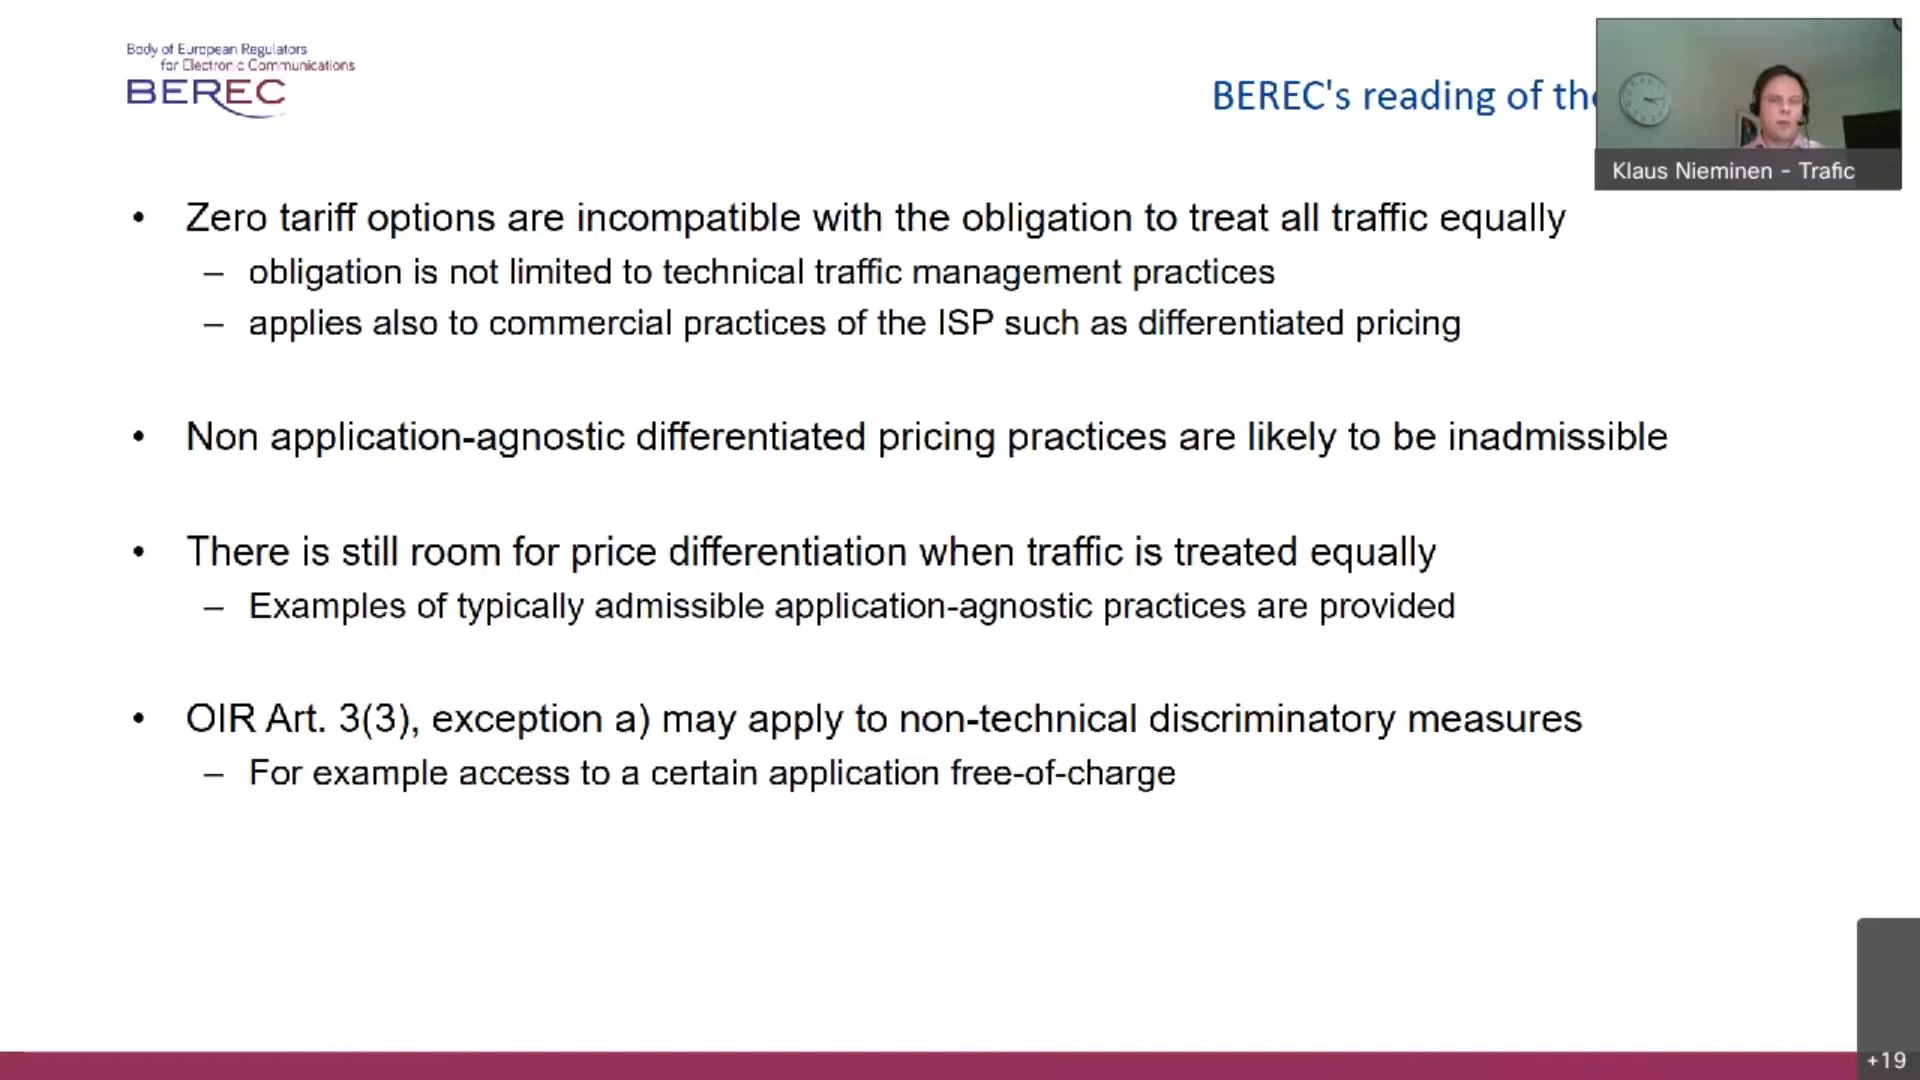 Body of European Regulators
for Electronic Communications
BEREC
BEREC's reading of the
Klaus Nieminen - Trafic
• Zero tariff options are incompatible with the obligation to treat all traffic equally
– obligation is not limited to technical traffic management practices
– applies also to commercial practices of the ISP such as differentiated pricing
• Non application-agnostic differentiated pricing practices are likely to be inadmissible
• There is still room for price differentiation when traffic is treated equally
– Examples of typically admissible application-agnostic practices are provided
• OIR Art. 3(3), exception a) may apply to non-technical discriminatory measures
– For example access to a certain application free-of-charge
+19